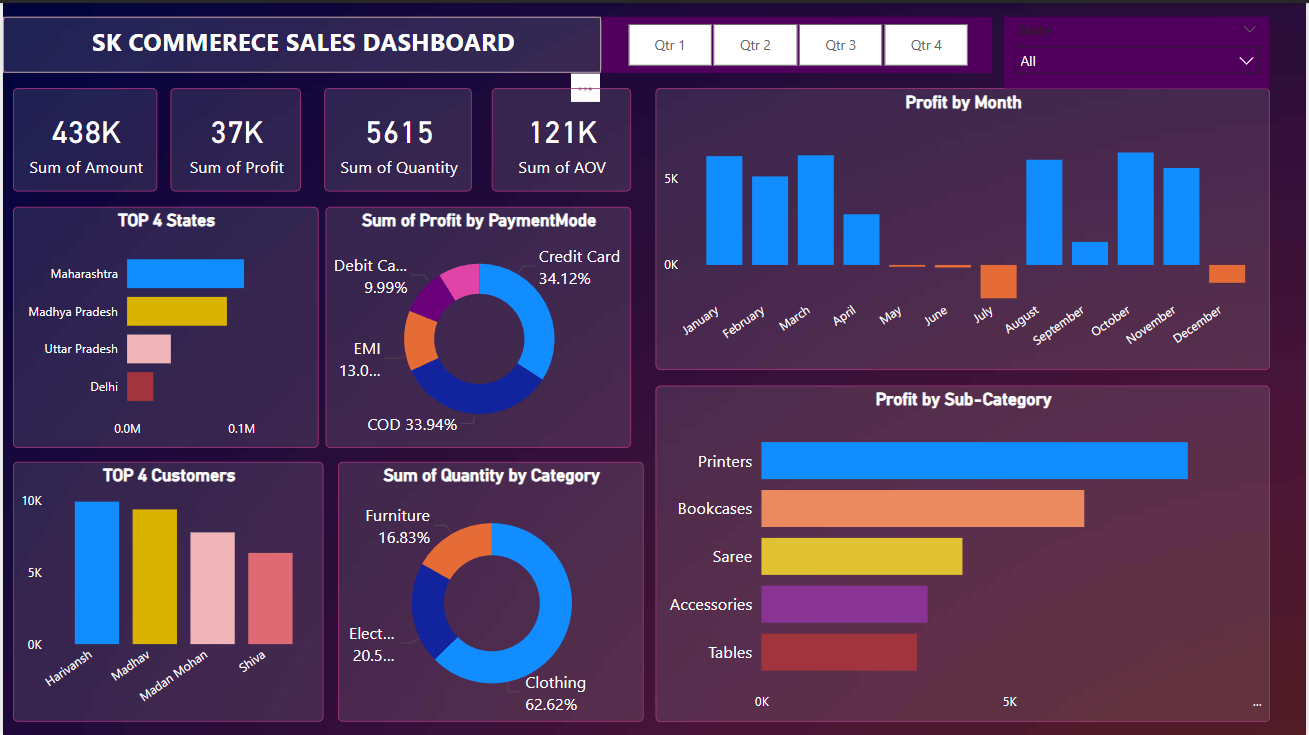 SK COMMERECE SALES DASHBOARD
Qtr 1
Qtr 2
Qtr 3
Qtr 4
All
438K
Sum of Amount
37K
Sum of Profit
5615
Sum of Quantity
121K
Sum of AOV
TOP 4 States
Maharashtra
Madhya Pradesh
Uttar Pradesh
Delhi
0.0M
0.1M
Sum of Profit by PaymentMode
Credit Card
34.12%
Debit Ca...
9.99%
EMI
13.0...
COD 33.94%
Profit by Month
5K
0K
January
February
March
April
May
June
July
August
September
October
November
December
TOP 4 Customers
10K
5K
0K
Harivansh
Madhav
Madan Mohan
Shiva
Sum of Quantity by Category
Furniture
16.83%
Elect...
20.5...
Clothing
62.62%
Profit by Sub-Category
Printers
Bookcases
Saree
Accessories
Tables
0K
5K
...